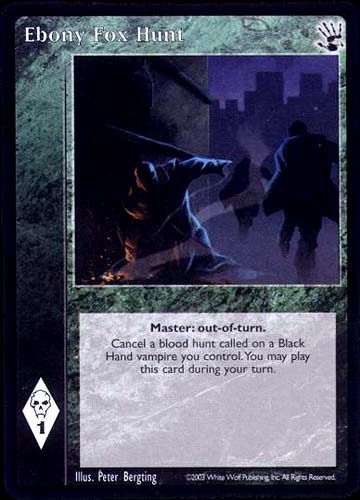 Ebony Fox Hunt
Master: out-of-turn.
Cancel a blood hunt called on a Black
Hand vampire you control. You may play
this card during your turn.
1
Illus. Peter Bergting
©2003 White Wolf Publishing, Inc. All Rights Reserved.